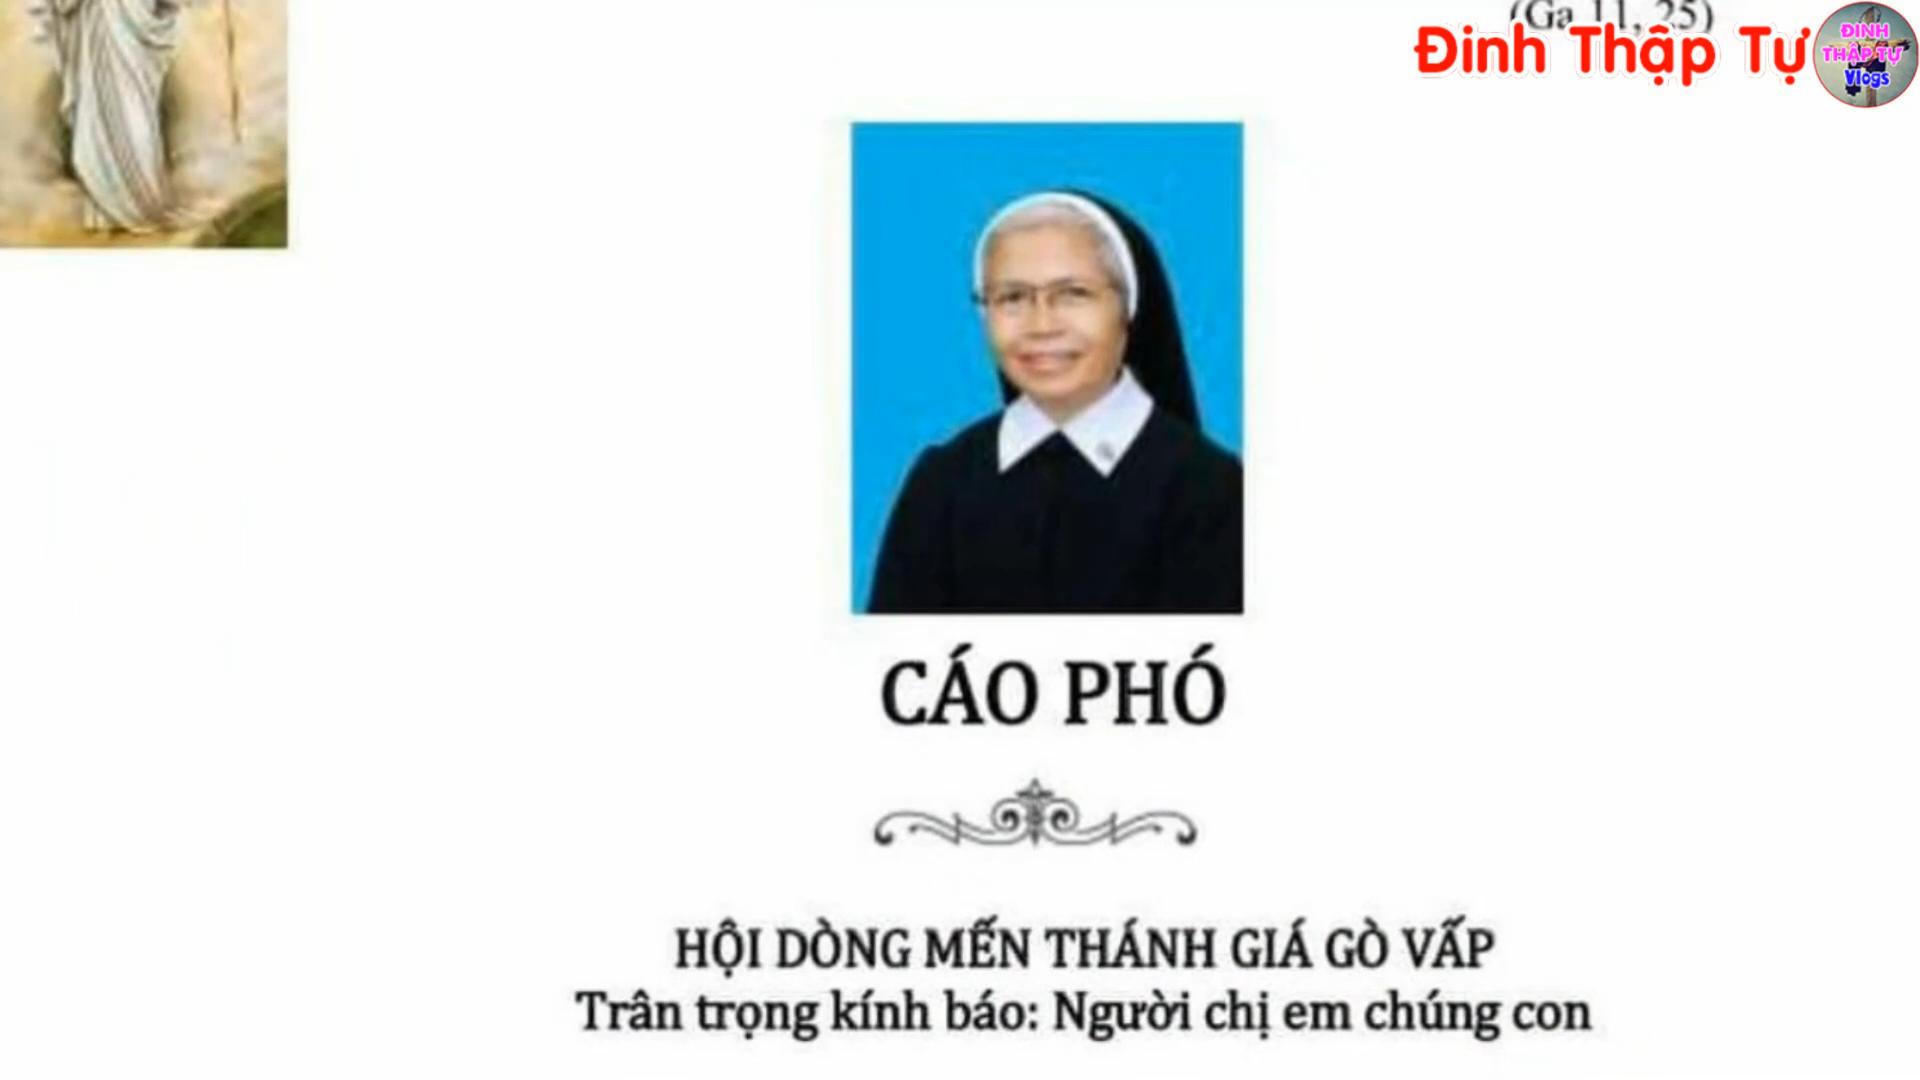 (Ga 11, 25)
Đinh Thập Tự
ĐINH
THẬP TỰ
Vlogs
CÁO PHÓ
HỘI DÒNG MẾN THÁNH GIÁ GÒ VẤP
Trân trọng kính báo: Người chị em chúng con